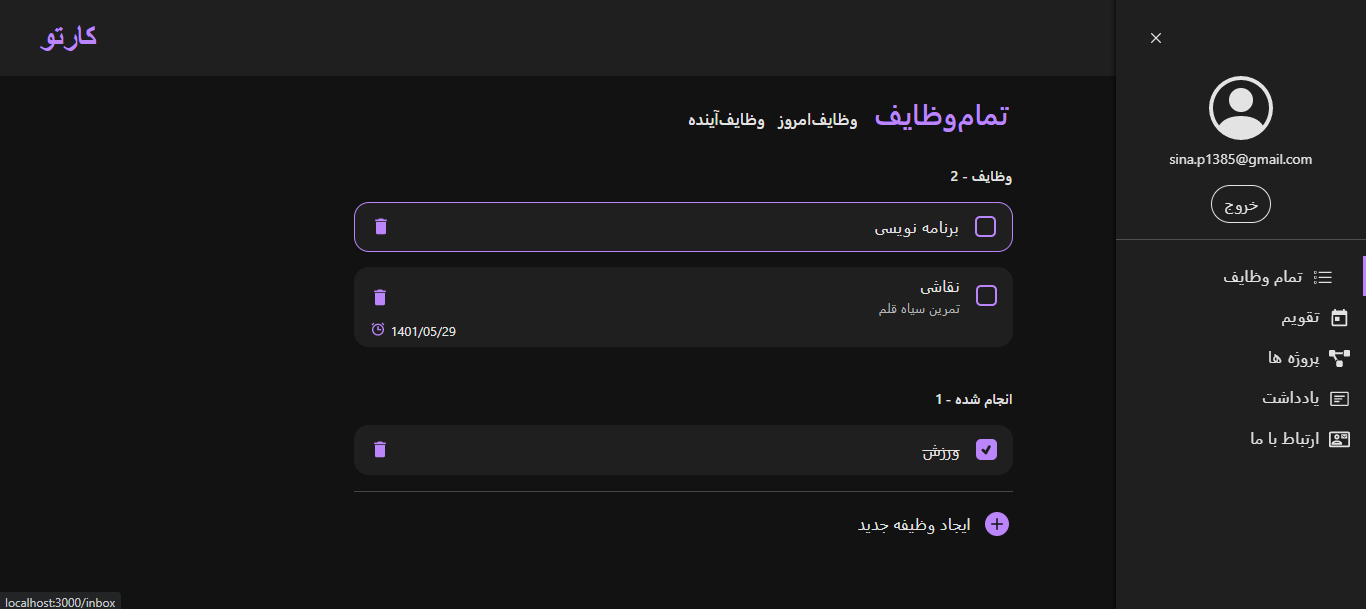 کارتو
sina.p1385@gmail.com
خروج
تمام وظایف
تقویم
پروژه ها
یادداشت
ارتباط با ما
تمام‌وظایف وظایف‌امروز وظایف‌آینده
وظایف - 2
برنامه نویسی
نقاشی
تمرین سیاه قلم
1401/05/29
انجام شده - 1
ورزش
ایجاد وظیفه جدید
localhost:3000/inbox